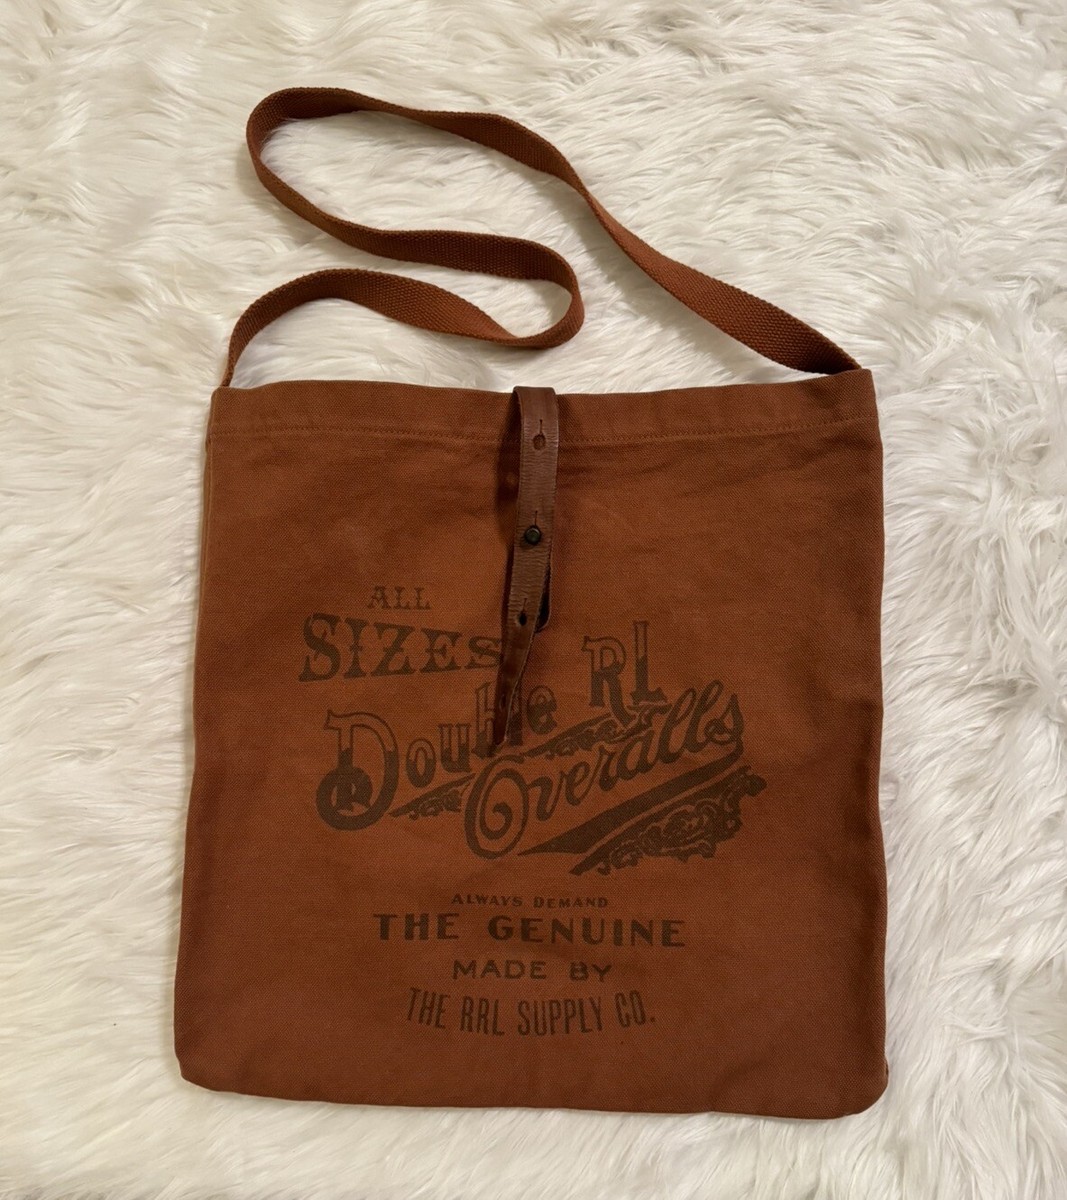 ALL
SIZES
Double RL
Overalls
ALWAYS DEMAND
THE GENUINE
MADE BY
THE RRL SUPPLY CO.